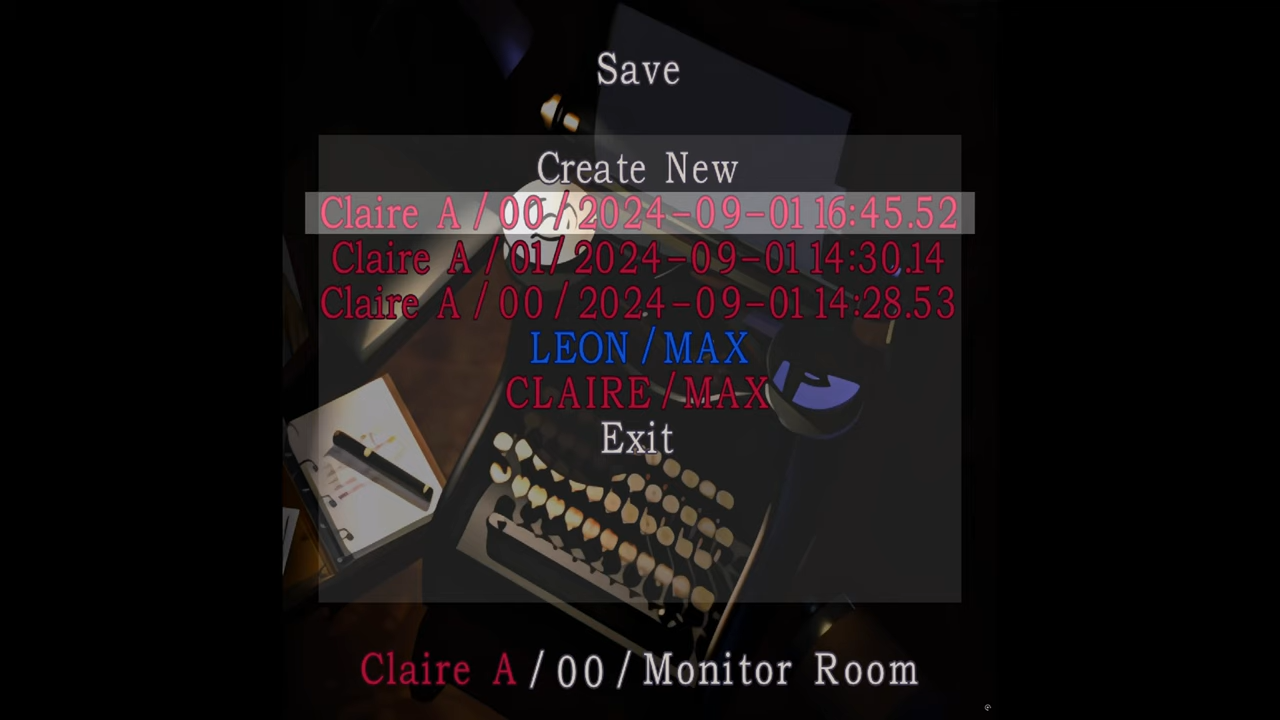 Save
Create New
Claire A / 00 / 2024-09-01 16:45.52
Claire A / 01 / 2024-09-01 14:30.14
Claire A / 00 / 2024-09-01 14:28.53
LEON / MAX
CLAIRE / MAX
Exit
Claire A / 00 / Monitor Room